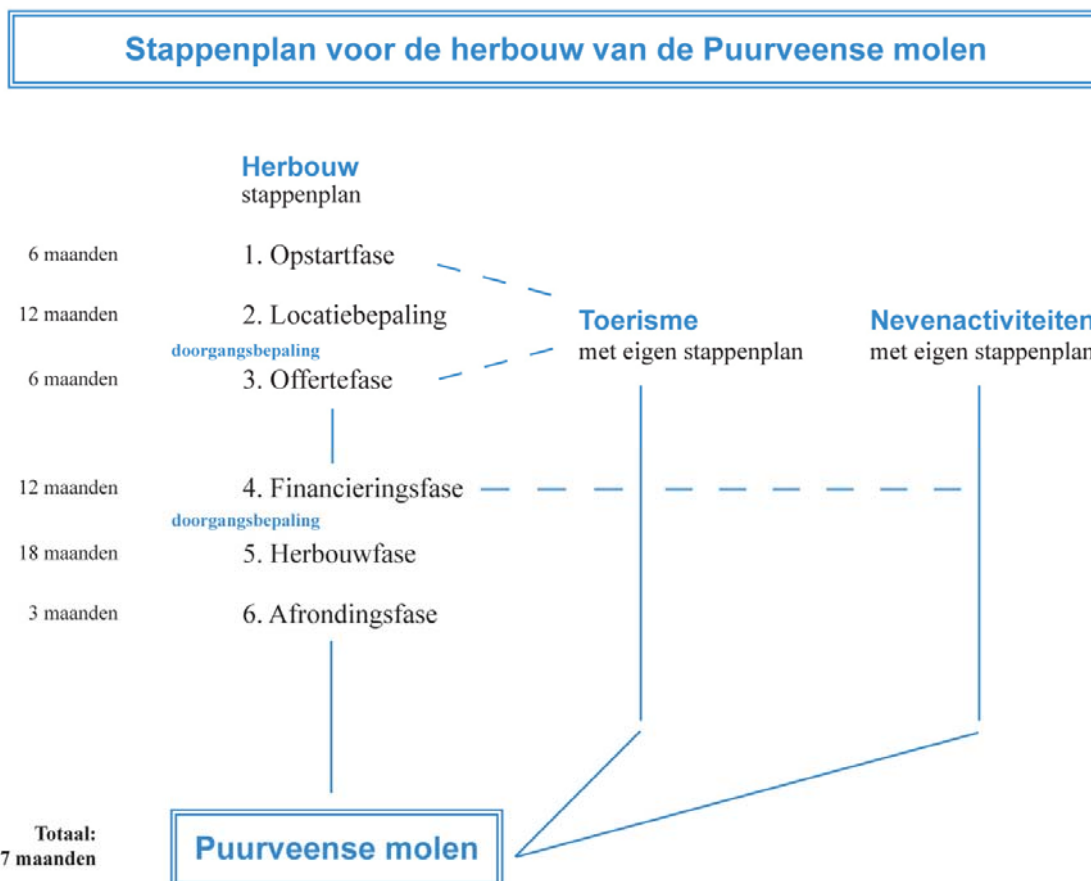 Stappenplan voor de herbouw van de Puurveense molen
Herbouw
stappenplan
6 maanden
1. Opstartfase
12 maanden
2. Locatiebepaling
doorgangsbepaling
6 maanden
3. Offertefase
Toerisme
met eigen stappenplan
Nevenactiviteiten
met eigen stappenplan
12 maanden
4. Financieringsfase
doorgangsbepaling
18 maanden
5. Herbouwfase
3 maanden
6. Afrondingsfase
Totaal:
7 maanden
Puurveense molen